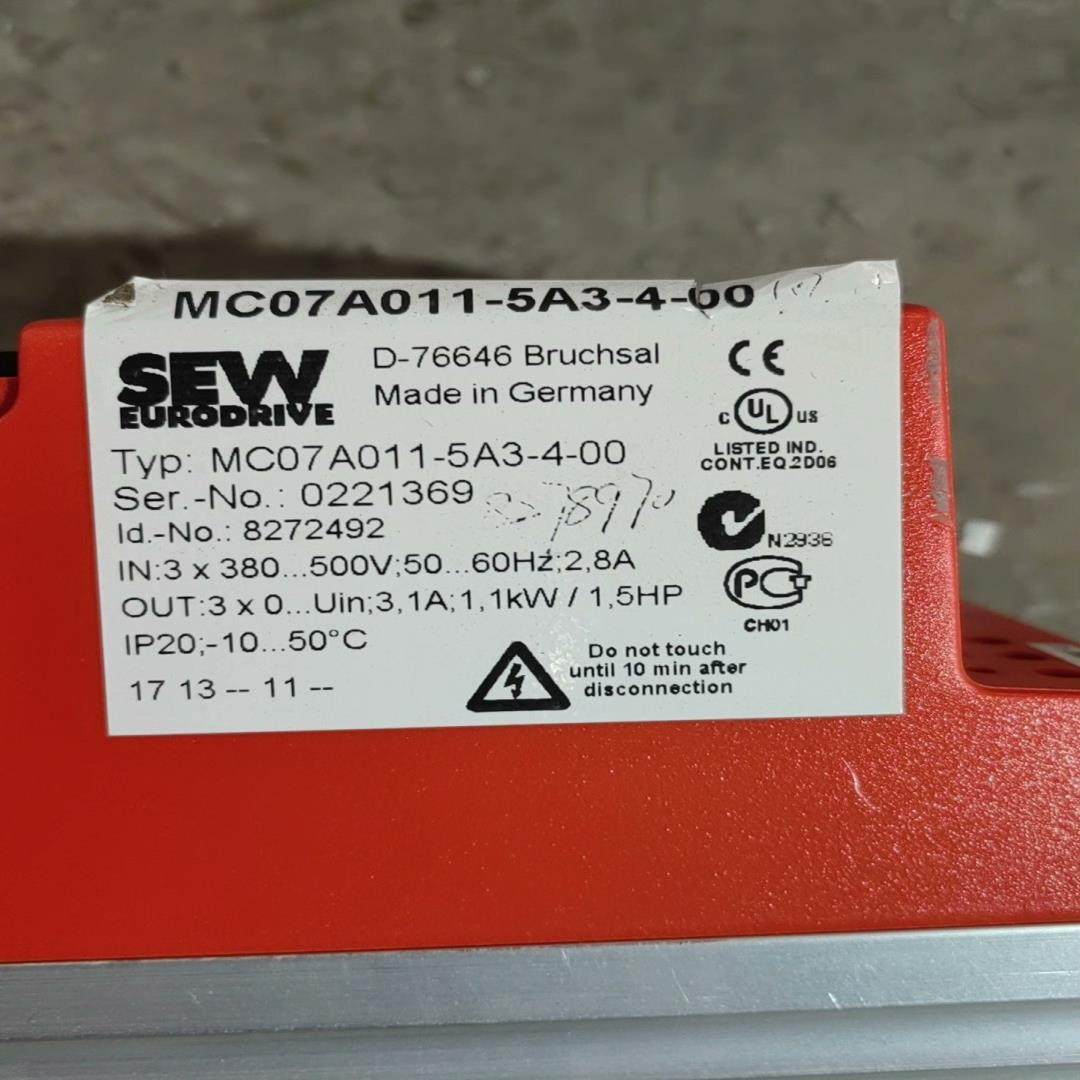 MC07A011-5A3-4-00
SEW
EURODRIVE
D-76646 Bruchsal
Made in Germany
CE
c UL us
LISTED IND.
CONT.EQ.2D06
Typ: MC07A011-5A3-4-00
Ser.-No.: 0221369
Id.-No.: 8272492
N2936
IN:3 x 380...500V;50...60Hz;2,8A
OUT:3 x 0...Uin;3,1A;1,1kW / 1,5HP
PCT
CH01
IP20;-10...50°C
17 13 -- 11 --
Do not touch
until 10 min after
disconnection